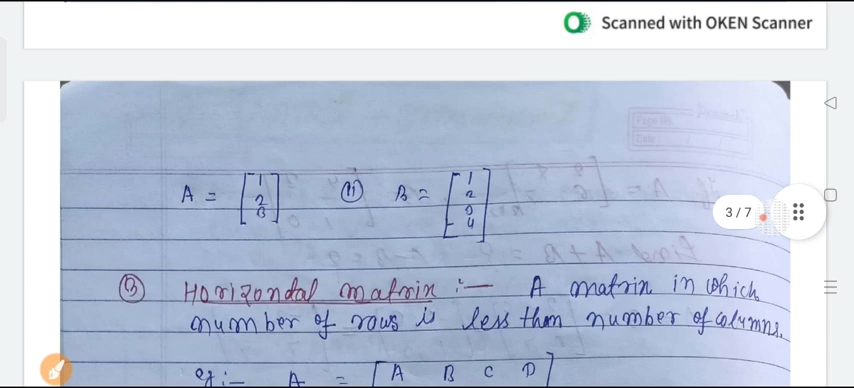 Scanned with OKEN Scanner
A = [1 2 3] (ii) B = [1 2 3 4]
3 / 7
(3) Horizondal matrix :— A matrix in which
number of rows is less than number of columns.
eg:— A = [A B C D]